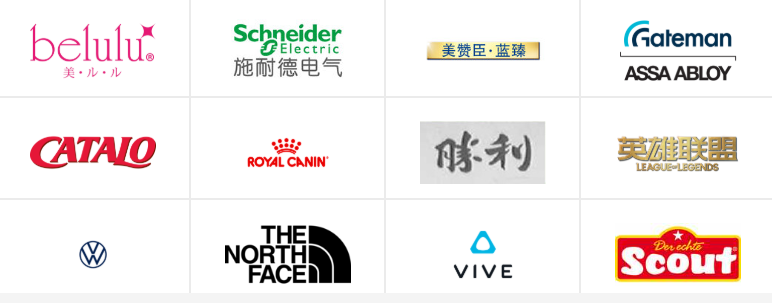 belulu®
美・ル・ル
Schneider
Electric
施耐德电气
美赞臣·蓝臻
Gateman
ASSA ABLOY
CATALO
ROYAL CANIN
勝利
英雄联盟
LEAGUE OF LEGENDS
VW
THE
NORTH
FACE
VIVE
Der echte
Scout